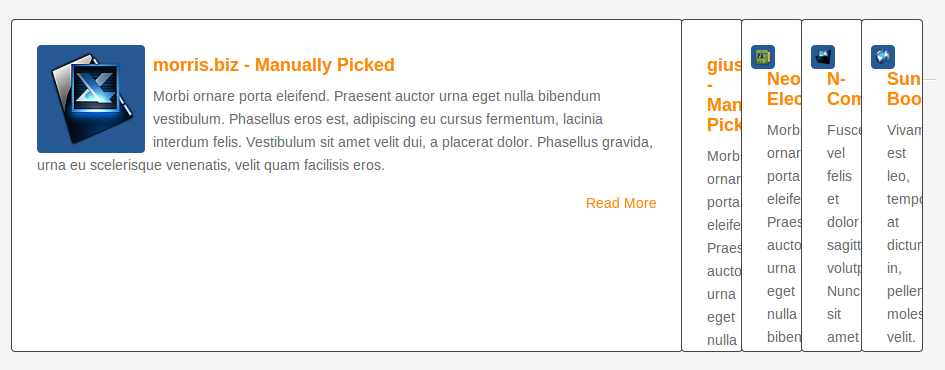 morris.biz - Manually Picked
Morbi ornare porta eleifend. Praesent auctor urna eget nulla bibendum
vestibulum. Phasellus eros est, adipiscing eu cursus fermentum, lacinia
interdum felis. Vestibulum sit amet velit dui, a placerat dolor. Phasellus gravida,
urna eu scelerisque venenatis, velit quam facilisis eros.
Read More
gius
-
Man
Pick
Morb
ornar
porta
eleife
Praes
aucto
urna
eget
nulla
Neo
Elec
Morb
ornar
porta
eleife
Praes
aucto
urna
eget
nulla
biben
N-
Com
Fusce
vel
felis
et
dolor
sagitt
volutp
Nunc
sit
amet
Sun
Boo
Vivam
est
leo,
tempo
at
dictum
in,
pellen
moles
velit.